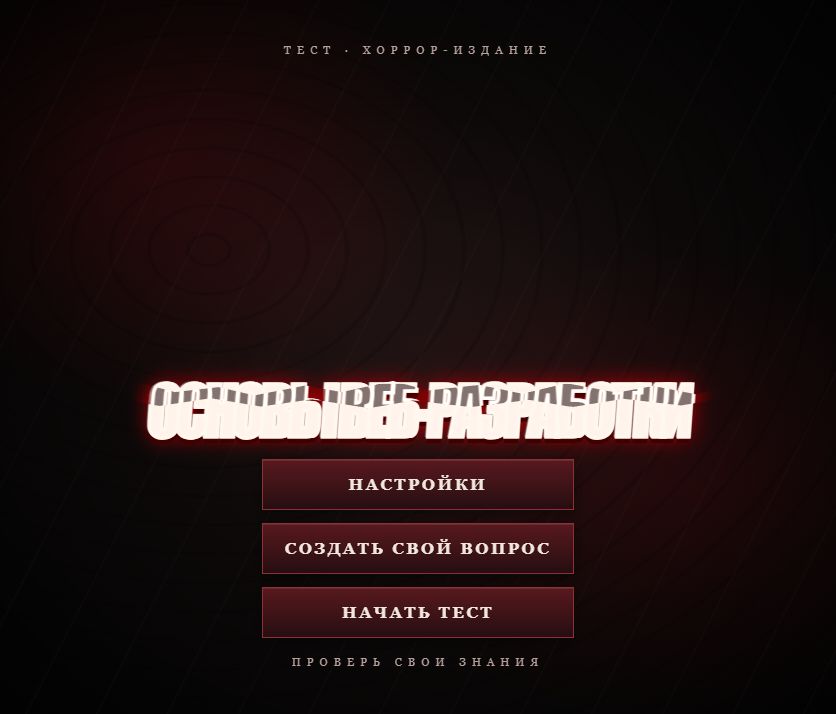 ТЕСТ · ХОРРОР-ИЗДАНИЕ
ОСНОВЫ ВЕБ-РАЗРАБОТКИ
НАСТРОЙКИ
СОЗДАТЬ СВОЙ ВОПРОС
НАЧАТЬ ТЕСТ
ПРОВЕРЬ СВОИ ЗНАНИЯ